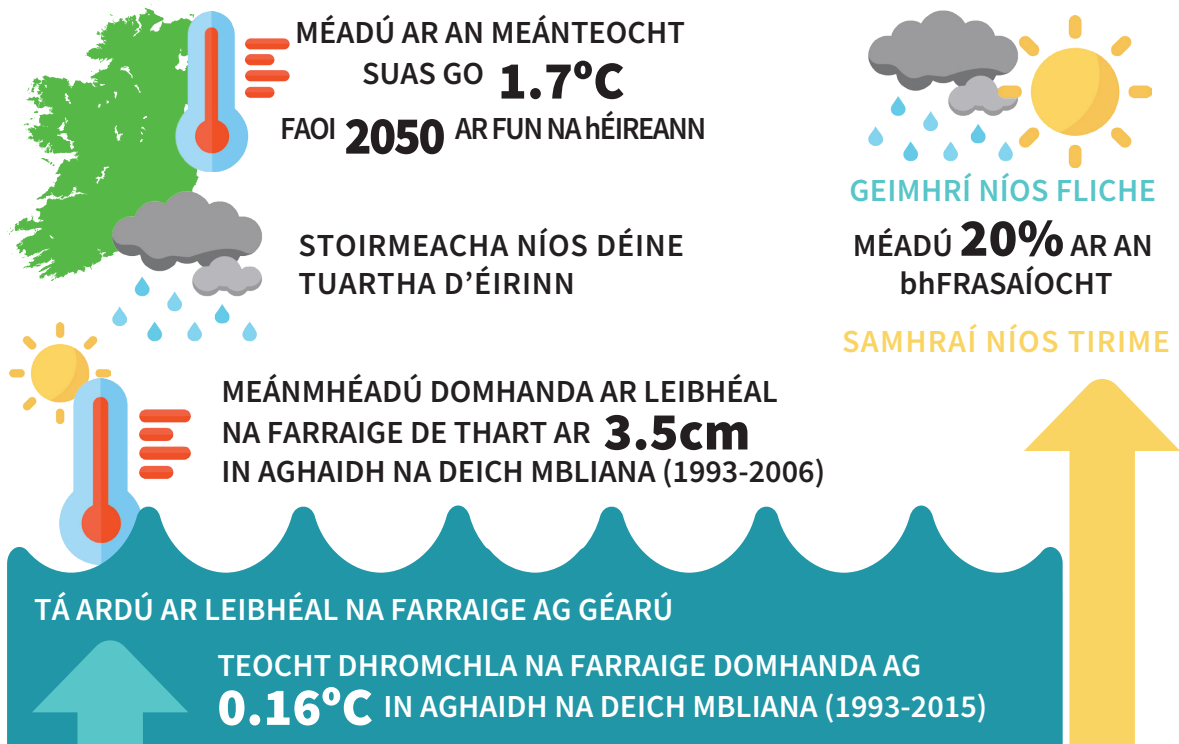 MÉADÚ AR AN MEÁNTEOCHT
SUAS GO 1.7ºC
FAOI 2050 AR FUN NA hÉIREANN
STOIRMEACHA NÍOS DÉINE
TUARTHA D’ÉIRINN
GEIMHRÍ NÍOS FLICHE
MÉADÚ 20% AR AN
bhFRASAÍOCHT
SAMHRAÍ NÍOS TIRIME
MEÁNMHÉADÚ DOMHANDA AR LEIBHÉAL
NA FARRAIGE DE THART AR 3.5cm
IN AGHAIDH NA DEICH MBLIANA (1993-2006)
TÁ ARDÚ AR LEIBHÉAL NA FARRAIGE AG GÉARÚ
TEOCHT DHROMCHLA NA FARRAIGE DOMHANDA AG
0.16ºC IN AGHAIDH NA DEICH MBLIANA (1993-2015)